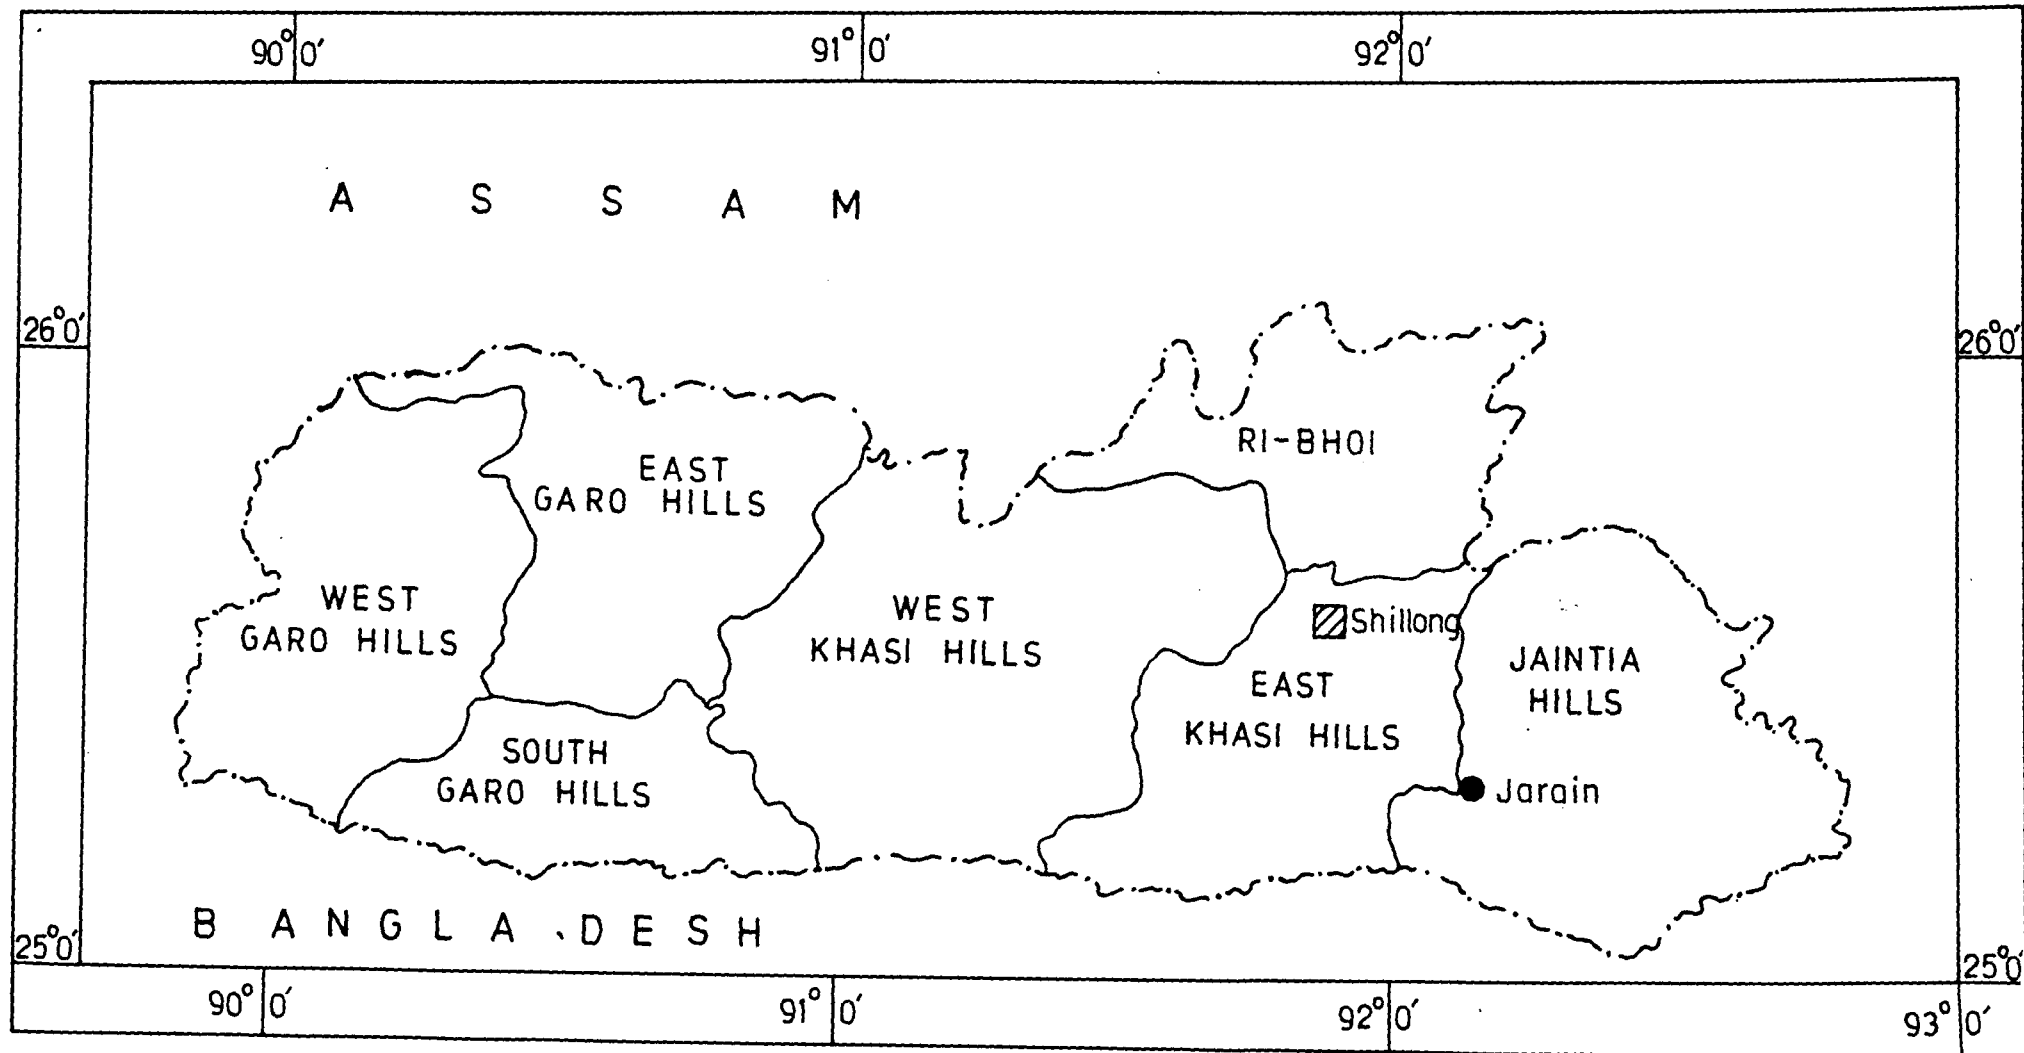 90°0′ 91°0′ 92°0′
A S S A M
26°0′ 26°0′
RI-BHOI
EAST
GARO HILLS
WEST
GARO HILLS
WEST
KHASI HILLS
Shillong
JAINTIA
HILLS
EAST
KHASI HILLS
SOUTH
GARO HILLS
Jarain
B A N G L A D E S H
25°0′ 25°0′
90°0′ 91°0′ 92°0′ 93°0′